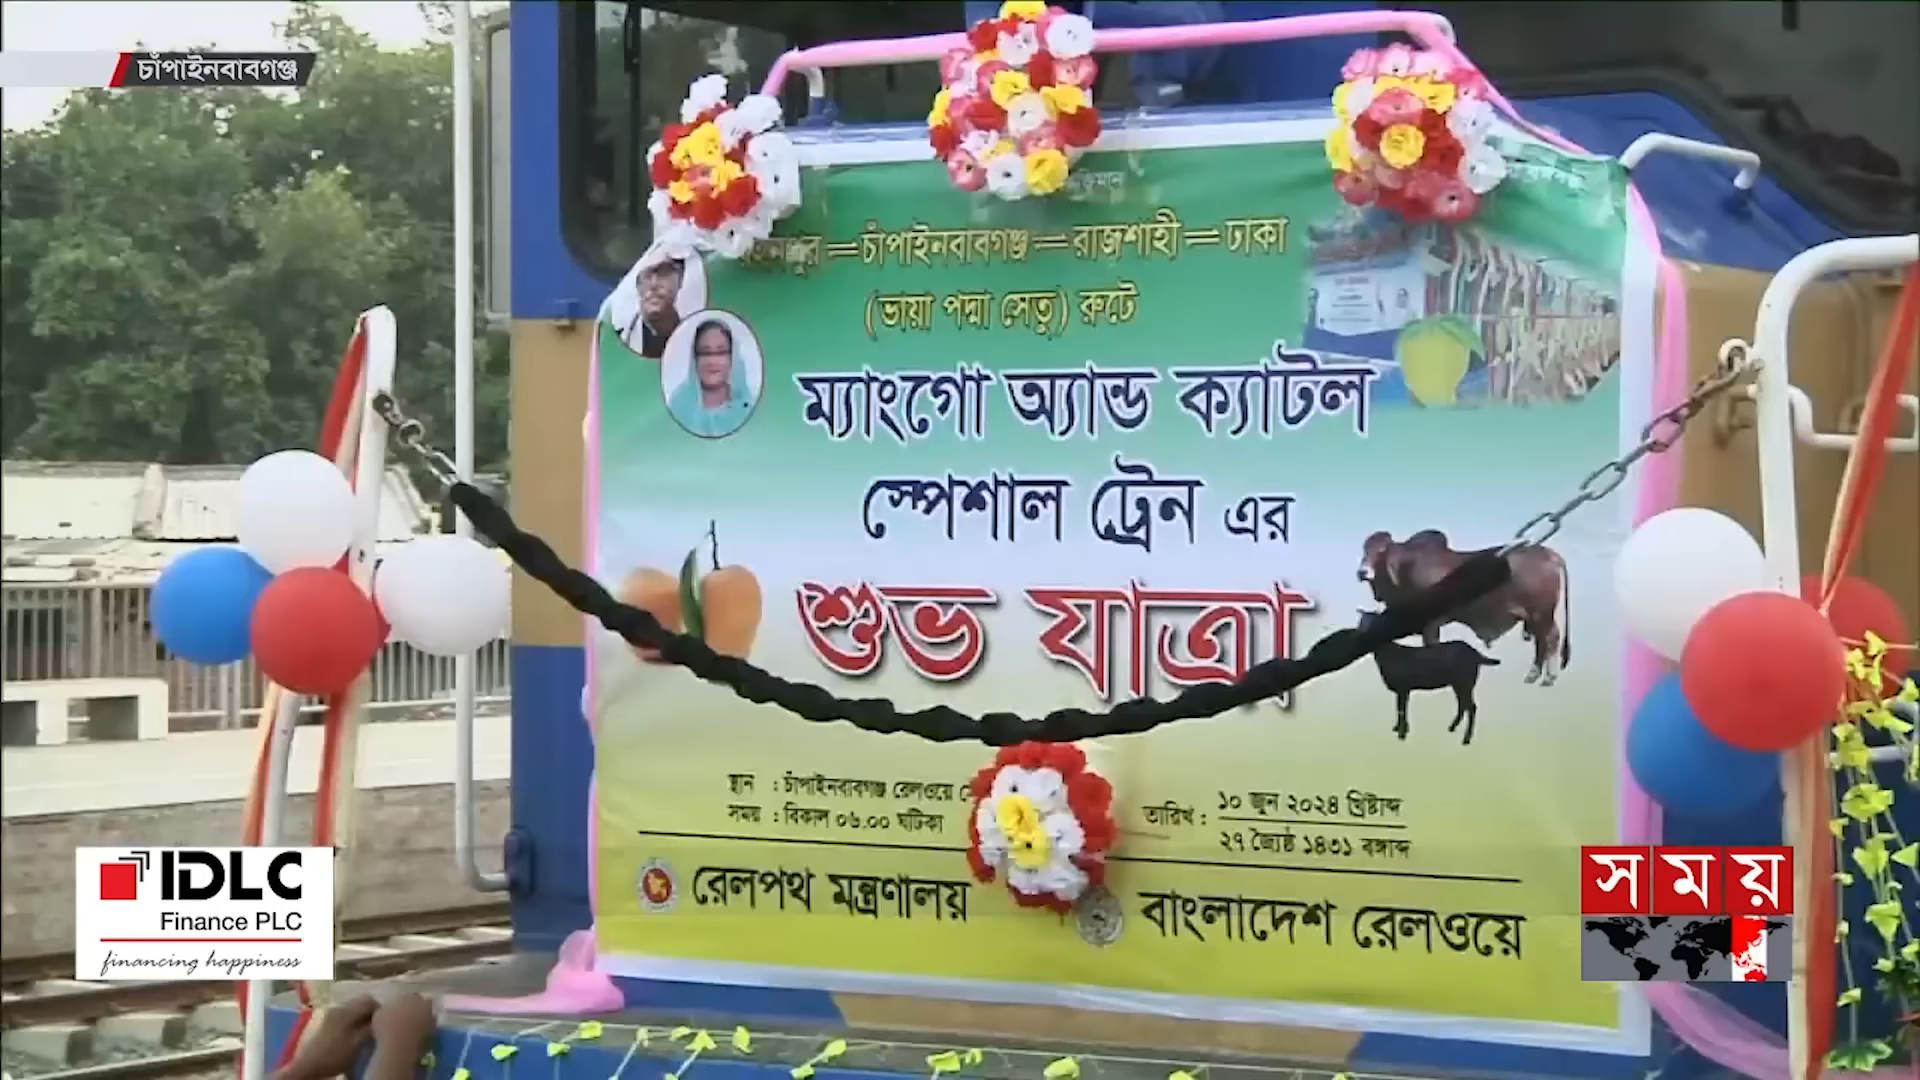 চাঁপাইনবাবগঞ্জ
চাঁপাইনবাবগঞ্জ = রাজশাহী = ঢাকা
(ভায়া পদ্মা সেতু) রুটে
ম্যাংগো অ্যান্ড ক্যাটল
স্পেশাল ট্রেন এর
শুভ যাত্রা
স্থান : চাঁপাইনবাবগঞ্জ রেলওয়ে
সময় : বিকাল ০৬.০০ ঘটিকা
তারিখ : ১০ জুন ২০২৪ খ্রিষ্টাব্দ
২৭ জ্যৈষ্ঠ ১৪৩১ বঙ্গাব্দ
রেলপথ মন্ত্রণালয়
বাংলাদেশ রেলওয়ে
IDLC
Finance PLC
financing happiness
সময়